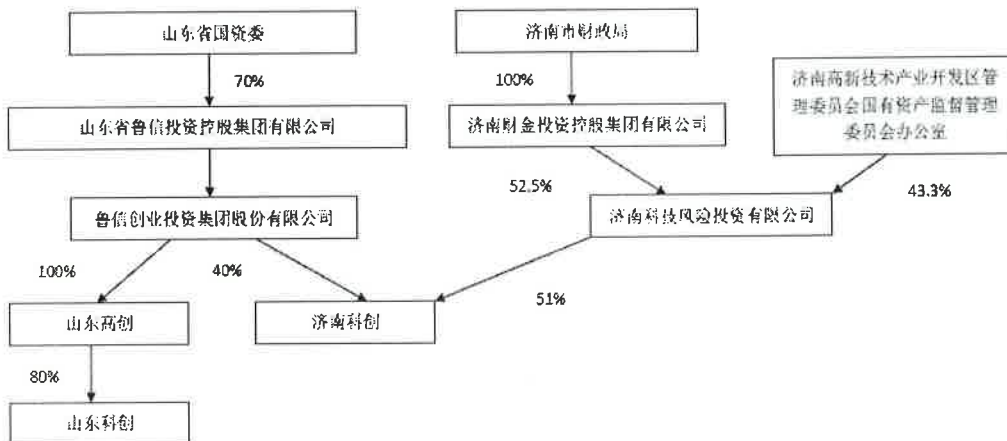 山东省国资委
济南市财政局
70%
100%
济南高新技术产业开发区管
理委员会国有资产监督管理
委员会办公室
山东省鲁信投资控股集团有限公司
济南财金投资控股集团有限公司
52.5%
43.3%
鲁信创业投资集团股份有限公司
济南科技风险投资有限公司
100%
40%
51%
山东高创
济南科创
80%
山东科创